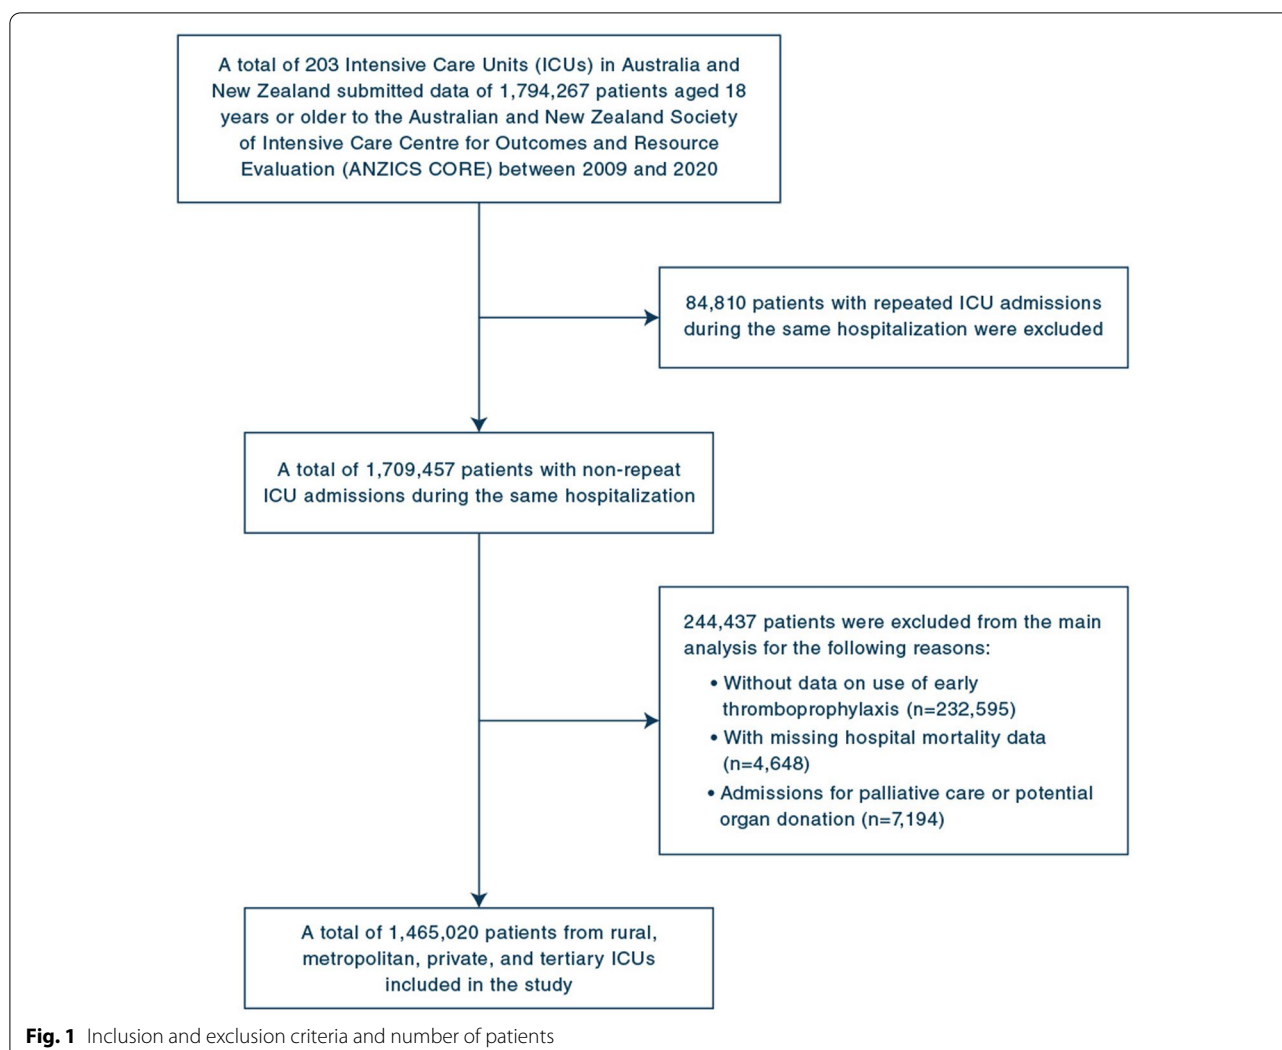 A total of 203 Intensive Care Units (ICUs) in Australia and
New Zealand submitted data of 1,794,267 patients aged 18
years or older to the Australian and New Zealand Society
of Intensive Care Centre for Outcomes and Resource
Evaluation (ANZICS CORE) between 2009 and 2020
84,810 patients with repeated ICU admissions
during the same hospitalization were excluded
A total of 1,709,457 patients with non-repeat
ICU admissions during the same hospitalization
244,437 patients were excluded from the main
analysis for the following reasons:
• Without data on use of early
thromboprophylaxis (n=232,595)
• With missing hospital mortality data
(n=4,648)
• Admissions for palliative care or potential
organ donation (n=7,194)
A total of 1,465,020 patients from rural,
metropolitan, private, and tertiary ICUs
included in the study
Fig. 1 Inclusion and exclusion criteria and number of patients